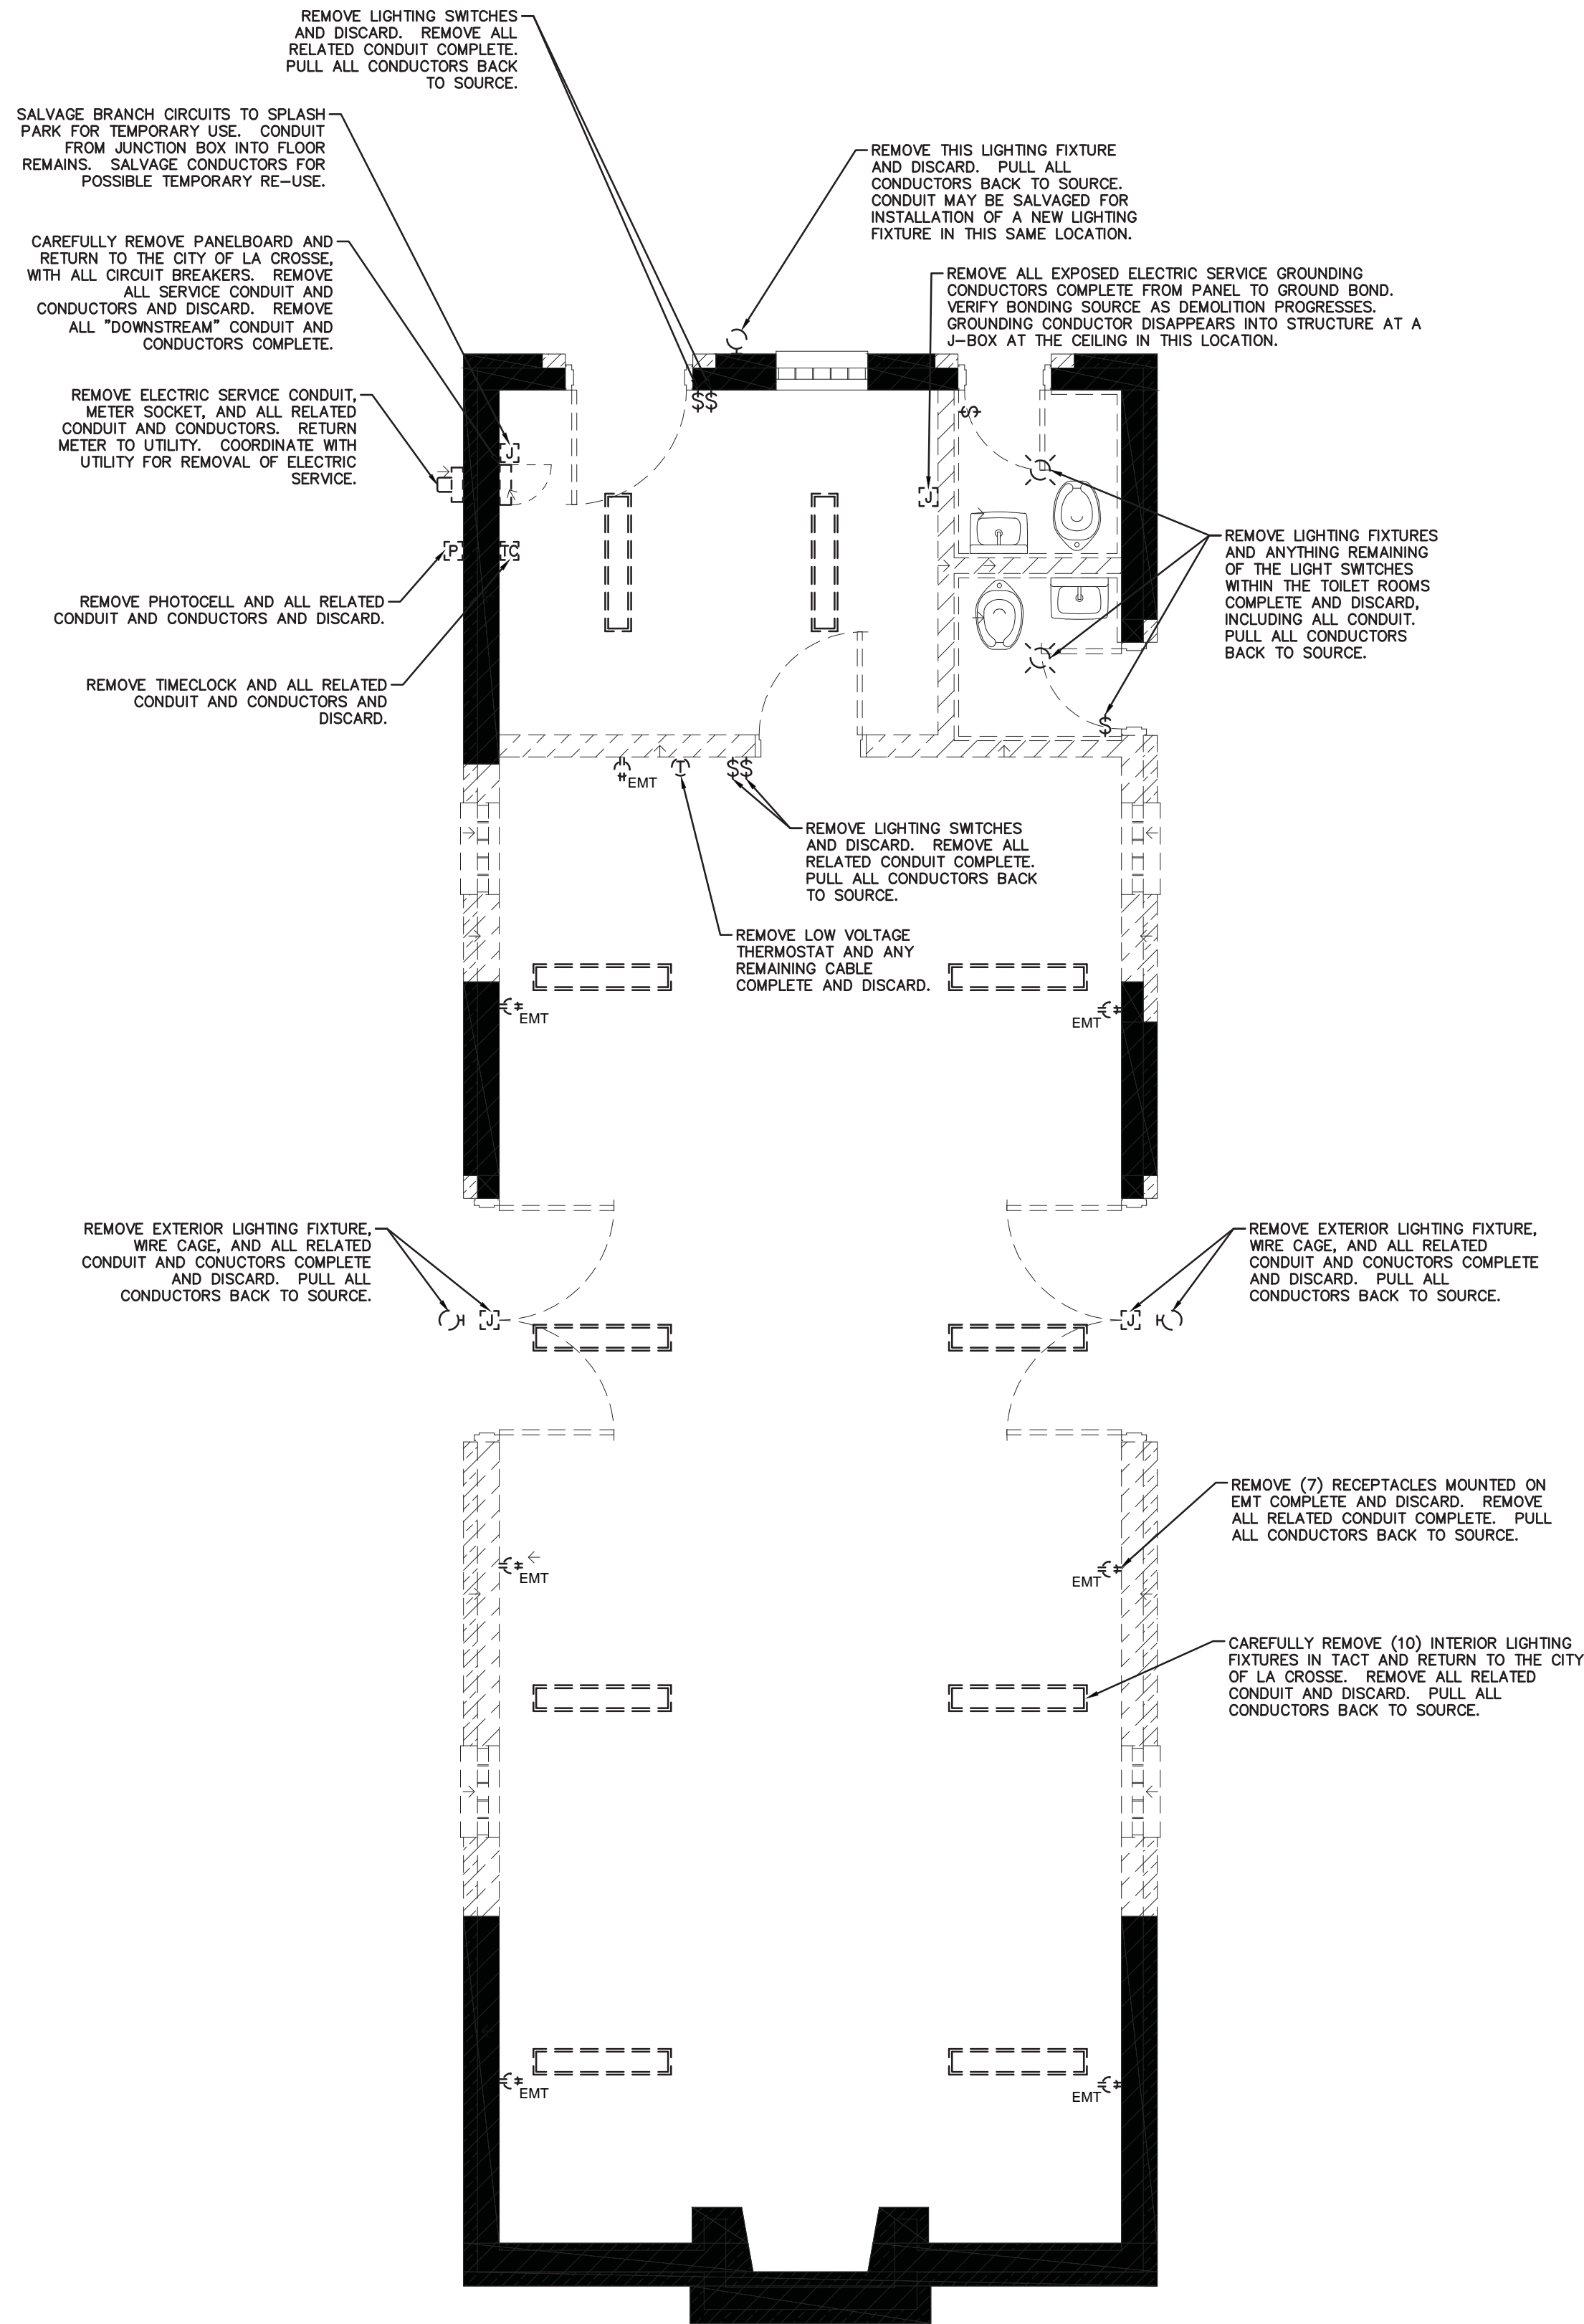 REMOVE LIGHTING SWITCHES
AND DISCARD. REMOVE ALL
RELATED CONDUIT COMPLETE.
PULL ALL CONDUCTORS BACK
TO SOURCE.
SALVAGE BRANCH CIRCUITS TO SPLASH
PARK FOR TEMPORARY USE. CONDUIT
FROM JUNCTION BOX INTO FLOOR
REMAINS. SALVAGE CONDUCTORS FOR
POSSIBLE TEMPORARY RE-USE.
REMOVE THIS LIGHTING FIXTURE
AND DISCARD. PULL ALL
CONDUCTORS BACK TO SOURCE.
CONDUIT MAY BE SALVAGED FOR
INSTALLATION OF A NEW LIGHTING
FIXTURE IN THIS SAME LOCATION.
CAREFULLY REMOVE PANELBOARD AND
RETURN TO THE CITY OF LA CROSSE,
WITH ALL CIRCUIT BREAKERS. REMOVE
ALL SERVICE CONDUIT AND
CONDUCTORS AND DISCARD. REMOVE
ALL "DOWNSTREAM" CONDUIT AND
CONDUCTORS COMPLETE.
REMOVE ALL EXPOSED ELECTRIC SERVICE GROUNDING
CONDUCTORS COMPLETE FROM PANEL TO GROUND BOND.
VERIFY BONDING SOURCE AS DEMOLITION PROGRESSES.
GROUNDING CONDUCTOR DISAPPEARS INTO STRUCTURE AT A
J-BOX AT THE CEILING IN THIS LOCATION.
REMOVE ELECTRIC SERVICE CONDUIT,
METER SOCKET, AND ALL RELATED
CONDUIT AND CONDUCTORS. RETURN
METER TO UTILITY. COORDINATE WITH
UTILITY FOR REMOVAL OF ELECTRIC
SERVICE.
$$
$
J
J
P
TC
REMOVE LIGHTING FIXTURES
AND ANYTHING REMAINING
OF THE LIGHT SWITCHES
WITHIN THE TOILET ROOMS
COMPLETE AND DISCARD,
INCLUDING ALL CONDUIT.
PULL ALL CONDUCTORS
BACK TO SOURCE.
REMOVE PHOTOCELL AND ALL RELATED
CONDUIT AND CONDUCTORS AND DISCARD.
REMOVE TIMECLOCK AND ALL RELATED
CONDUIT AND CONDUCTORS AND
DISCARD.
$
EMT
T
$$
REMOVE LIGHTING SWITCHES
AND DISCARD. REMOVE ALL
RELATED CONDUIT COMPLETE.
PULL ALL CONDUCTORS BACK
TO SOURCE.
REMOVE LOW VOLTAGE
THERMOSTAT AND ANY
REMAINING CABLE
COMPLETE AND DISCARD.
EMT
EMT
REMOVE EXTERIOR LIGHTING FIXTURE,
WIRE CAGE, AND ALL RELATED
CONDUIT AND CONUCTORS COMPLETE
AND DISCARD. PULL ALL
CONDUCTORS BACK TO SOURCE.
REMOVE EXTERIOR LIGHTING FIXTURE,
WIRE CAGE, AND ALL RELATED
CONDUIT AND CONUCTORS COMPLETE
AND DISCARD. PULL ALL
CONDUCTORS BACK TO SOURCE.
J
J
REMOVE (7) RECEPTACLES MOUNTED ON
EMT COMPLETE AND DISCARD. REMOVE
ALL RELATED CONDUIT COMPLETE. PULL
ALL CONDUCTORS BACK TO SOURCE.
EMT
EMT
CAREFULLY REMOVE (10) INTERIOR LIGHTING
FIXTURES IN TACT AND RETURN TO THE CITY
OF LA CROSSE. REMOVE ALL RELATED
CONDUIT AND DISCARD. PULL ALL
CONDUCTORS BACK TO SOURCE.
EMT
EMT